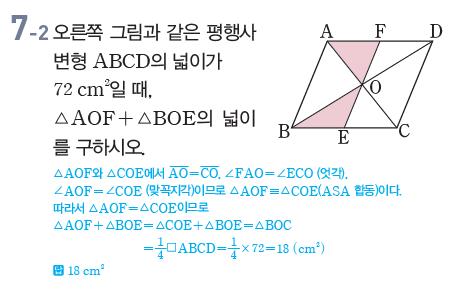 7-2 오른쪽 그림과 같은 평행사
변형 ABCD의 넓이가
72 cm²일 때,
△AOF+△BOE의 넓이
를 구하시오.
A F D
O
B E C
△AOF와 △COE에서 A̅O̅=C̅O̅, ∠FAO=∠ECO (엇각),
∠AOF=∠COE (맞꼭지각)이므로 △AOF≡△COE(ASA 합동)이다.
따라서 △AOF=△COE이므로
△AOF+△BOE=△COE+△BOE=△BOC
=1/4□ABCD=1/4×72=18 (cm²)
답 18 cm²